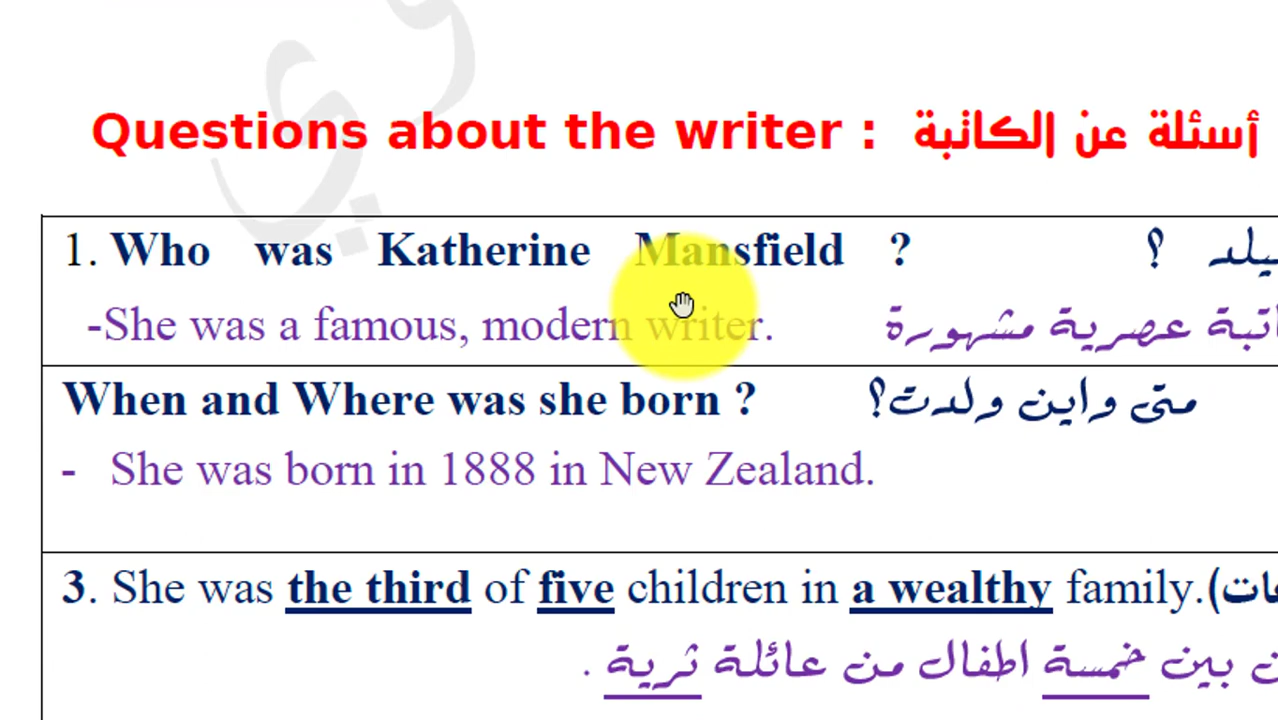 Questions about the writer : أسئلة عن الكاتبة
1. Who was Katherine Mansfield ? ؟
-She was a famous, modern writer. عصرية مشهورة
When and Where was she born ? متى واين ولدت؟
- She was born in 1888 in New Zealand.
3. She was the third of five children in a wealthy family.(
بين خمسة اطفال من عائلة ثرية .